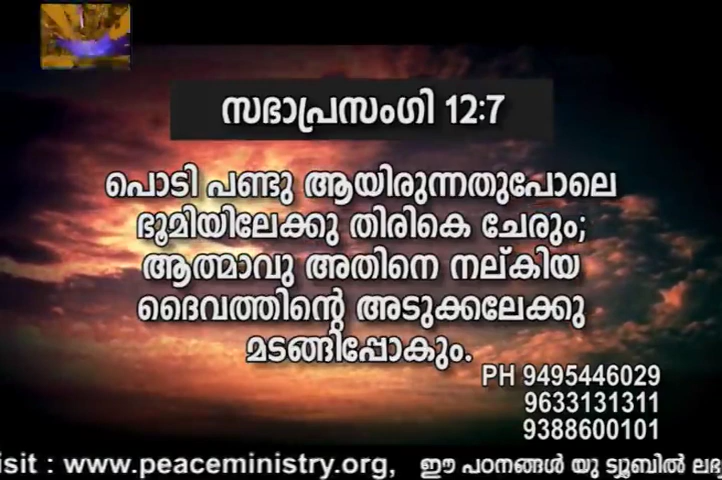 സഭാപ്രസംഗി 12:7
പൊടി പണ്ടു ആയിരുന്നതുപോലെ
ഭൂമിയിലേക്കു തിരികെ ചേരും;
ആത്മാവു അതിനെ നല്കിയ
ദൈവത്തിന്റെ അടുക്കലേക്കു
മടങ്ങിപ്പോകും.
PH 9495446029
9633131311
9388600101
isit : www.peaceministry.org, ഈ പഠനങ്ങൾ യു ട്യൂബിൽ